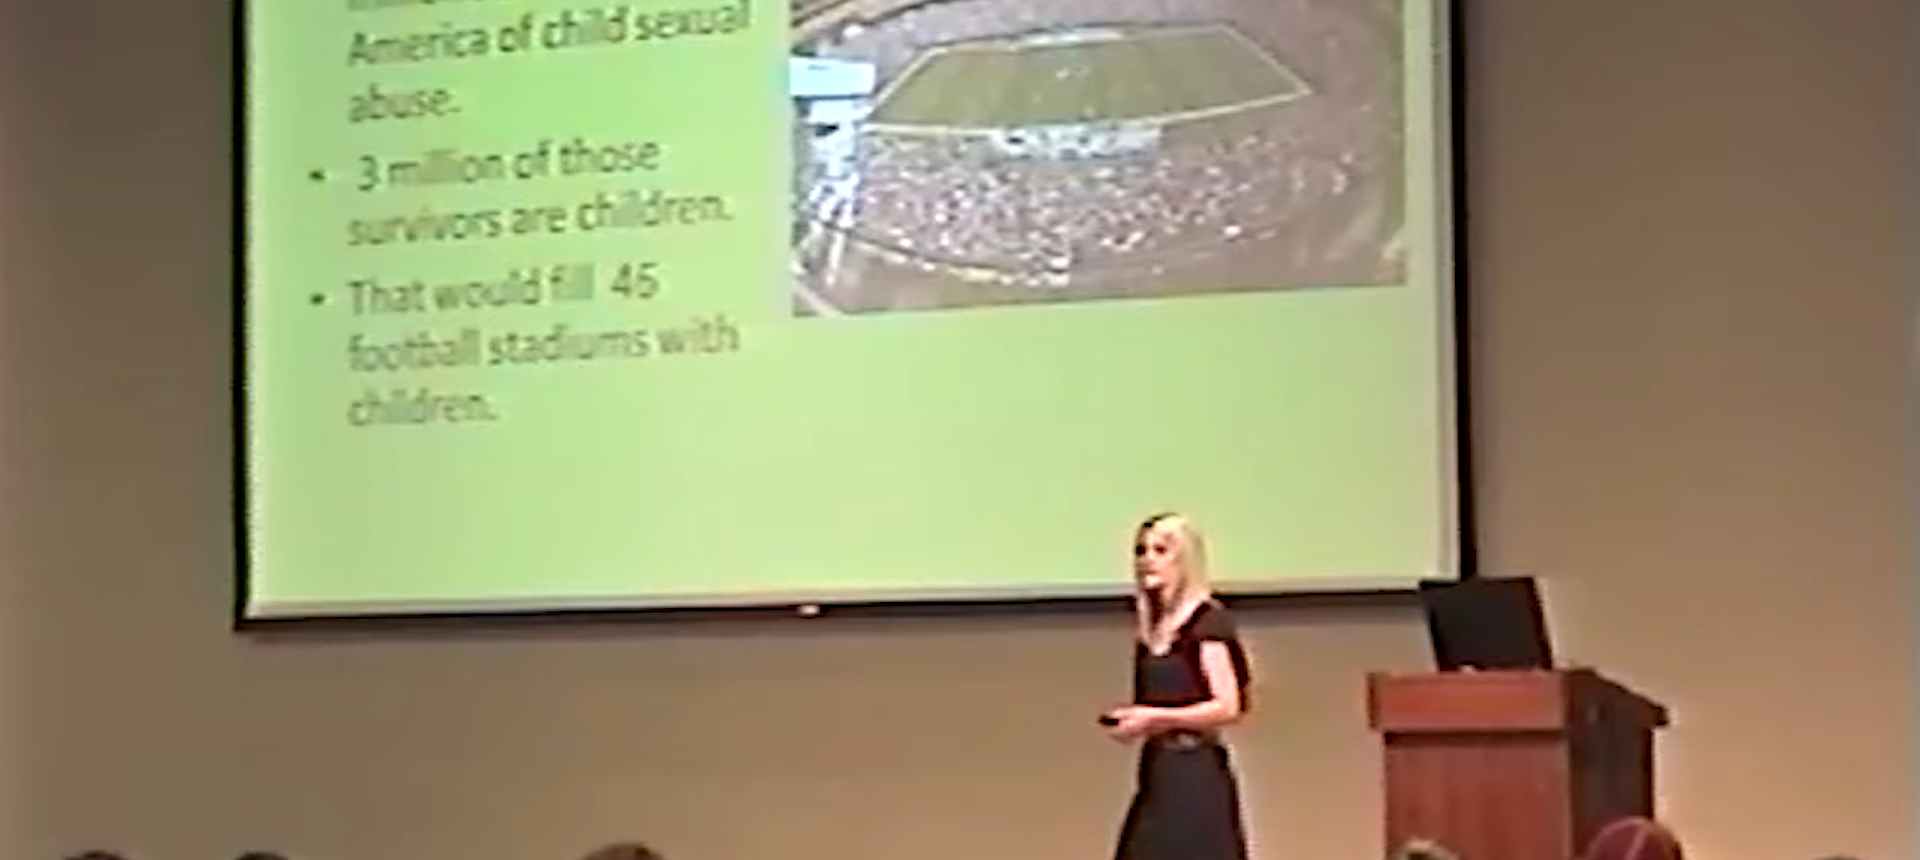 America of child sexual
abuse.
• 3 million of those
survivors are children.
• That would fill 46
football stadiums with
children.